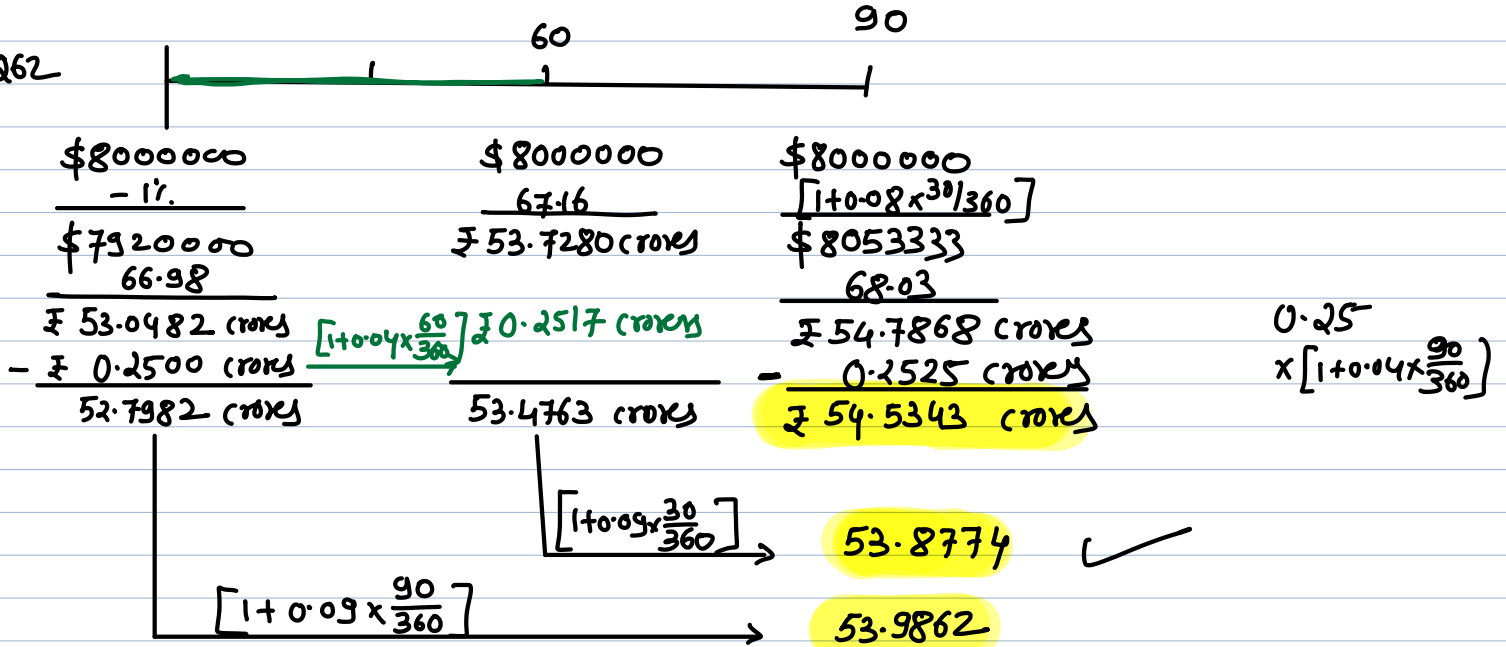 262
60
90
$8000000
- 1%.
$7920000
66.98
₹ 53.0482 crores
- ₹ 0.2500 crores
52.7982 crores
[1+0.04×60/360]
$8000000
67.16
₹ 53.7280 crores
₹ 0.2517 crores
53.4763 crores
$8000000
[1+0.08×30/360]
$8053333
68.03
₹ 54.7868 crores
- 0.2525 crores
₹ 54.5343 crores
0.25
×[1+0.04×90/360]
[1+0.09×30/360]
53.8774 ✓
[1+0.09×90/360]
53.9862